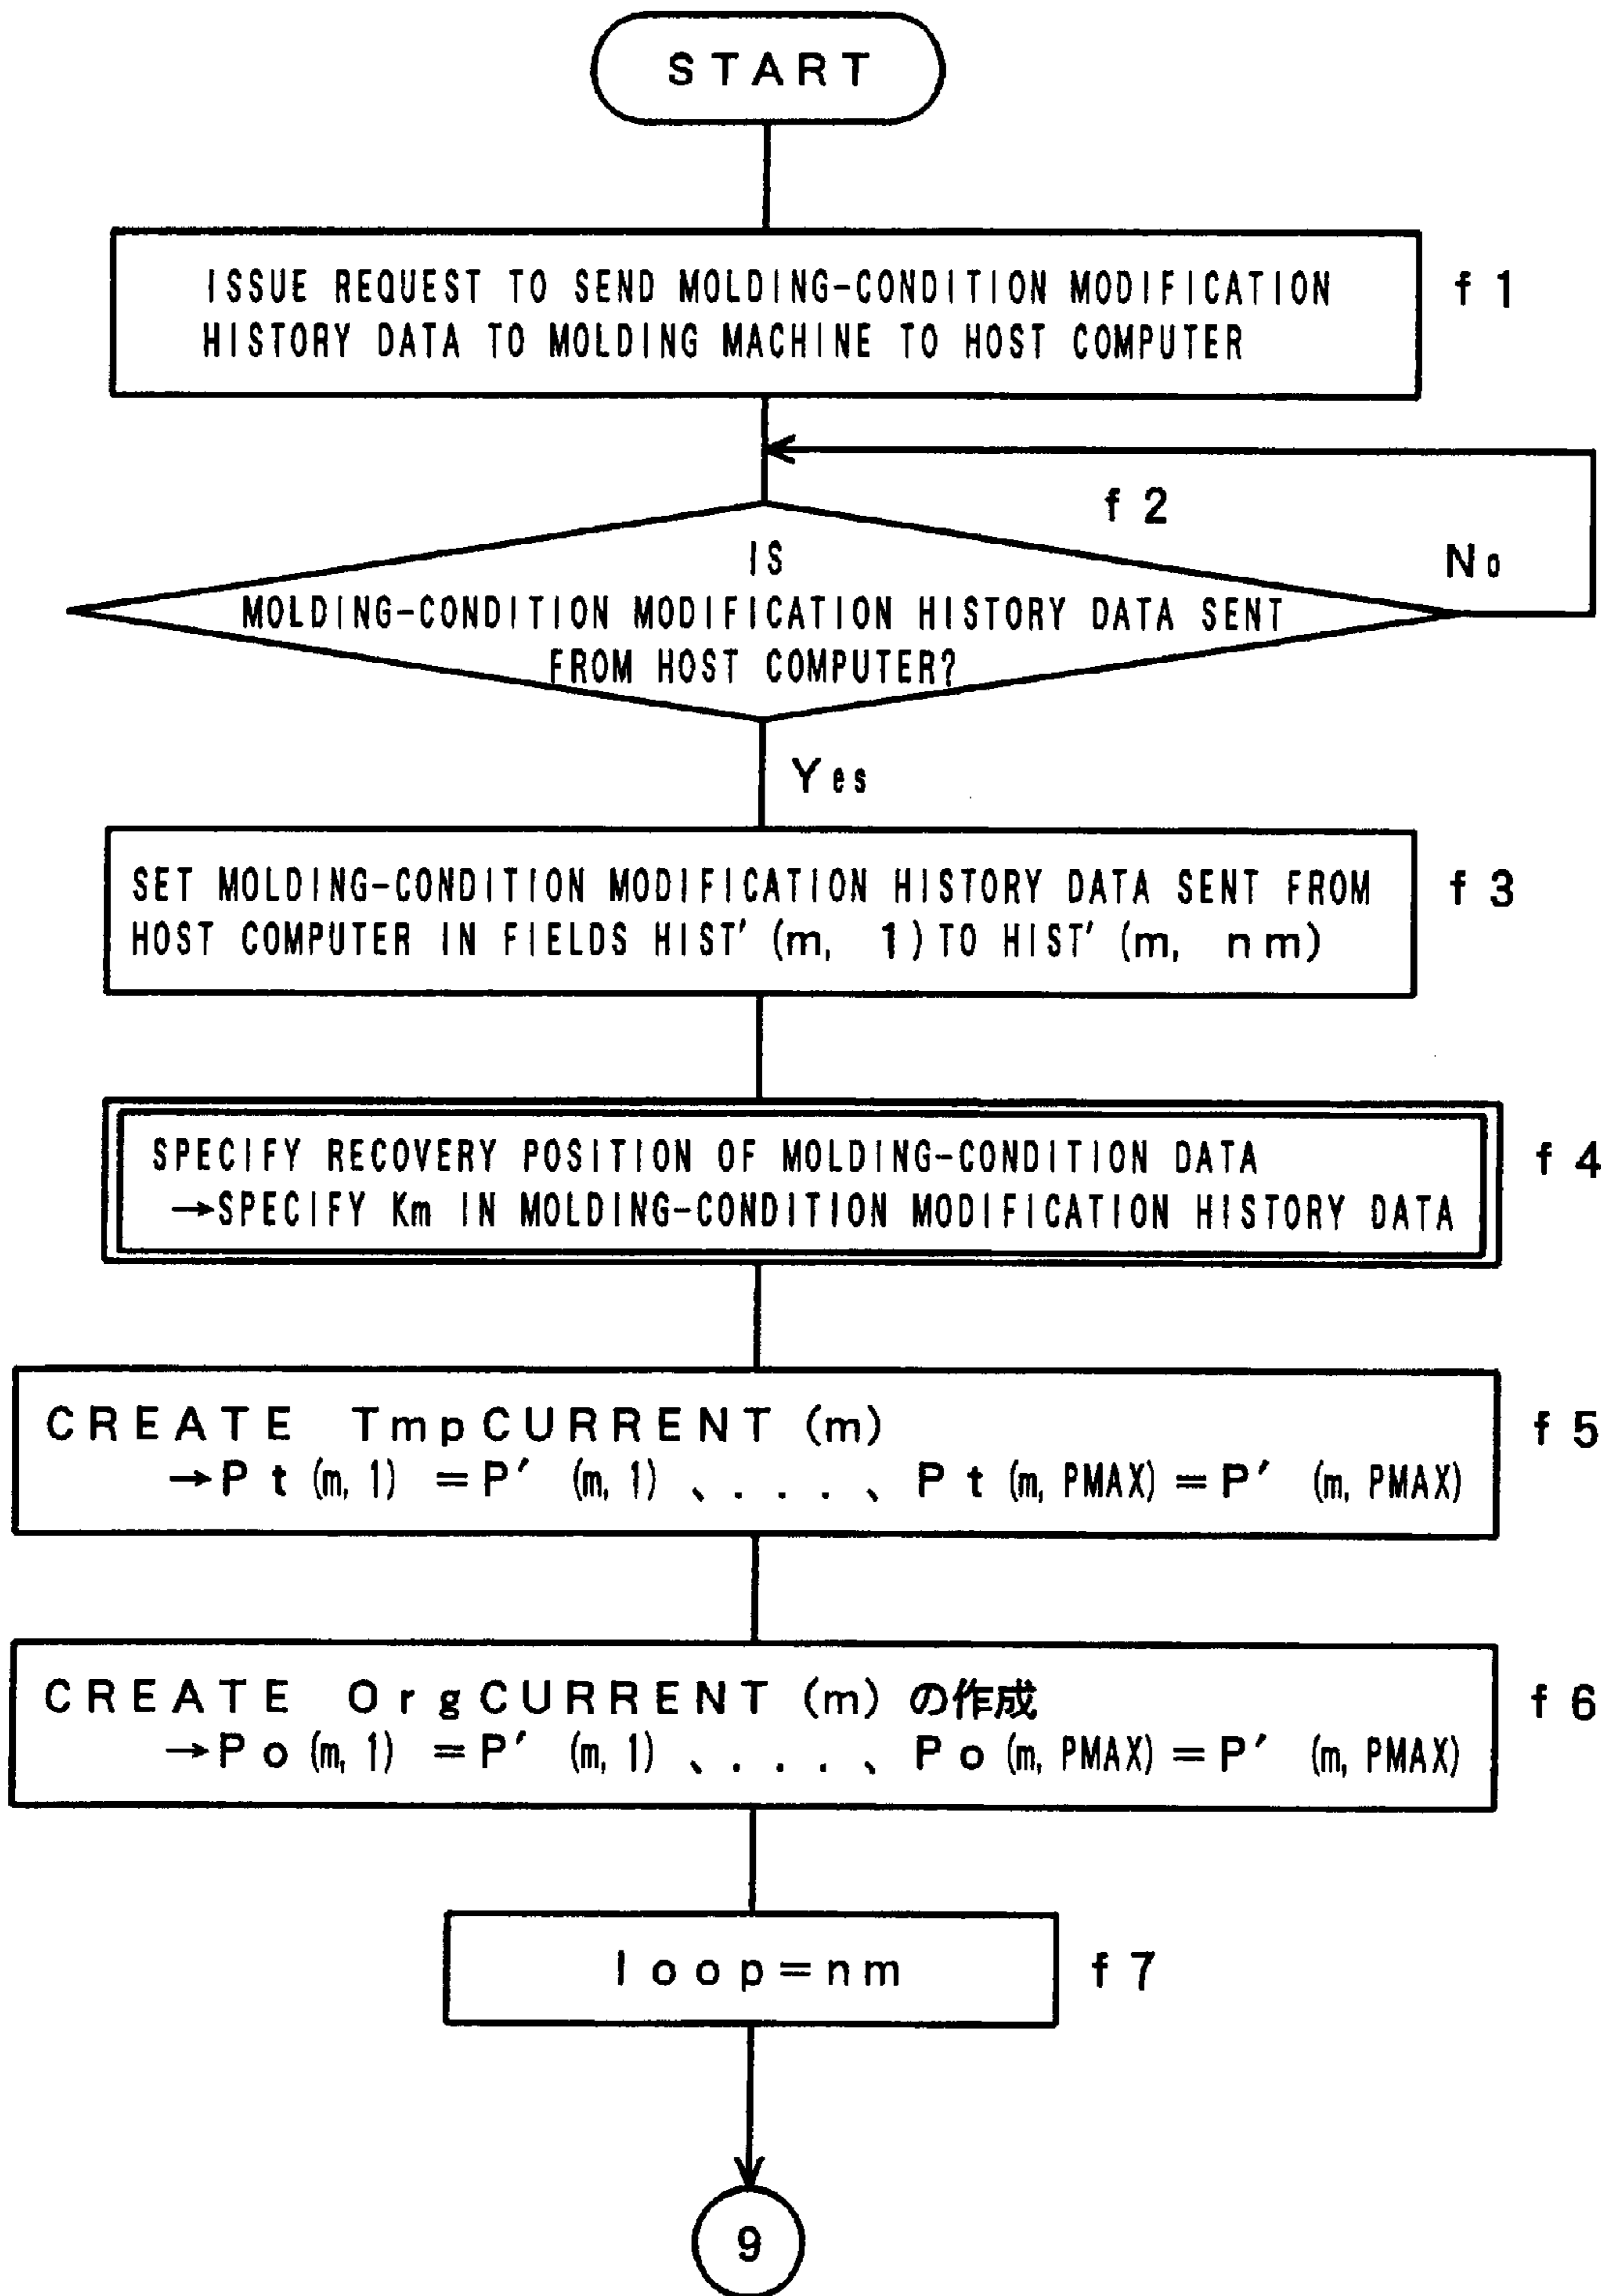 START
ISSUE REQUEST TO SEND MOLDING-CONDITION MODIFICATION
HISTORY DATA TO MOLDING MACHINE TO HOST COMPUTER
f 1
f 2
IS
MOLDING-CONDITION MODIFICATION HISTORY DATA SENT
FROM HOST COMPUTER?
No
Yes
SET MOLDING-CONDITION MODIFICATION HISTORY DATA SENT FROM
HOST COMPUTER IN FIELDS HIST′ (m, 1) TO HIST′ (m, nm)
f 3
SPECIFY RECOVERY POSITION OF MOLDING-CONDITION DATA
→SPECIFY Km IN MOLDING-CONDITION MODIFICATION HISTORY DATA
f 4
CREATE TmpCURRENT (m)
→Pt (m, 1) =P′ (m, 1) 、. . . . 、 Pt (m, PMAX) =P′ (m, PMAX)
f 5
CREATE OrgCURRENT (m) の作成
→Po (m, 1) =P′ (m, 1) 、. . . . 、 Po (m, PMAX) =P′ (m, PMAX)
f 6
loop=nm
f 7
9